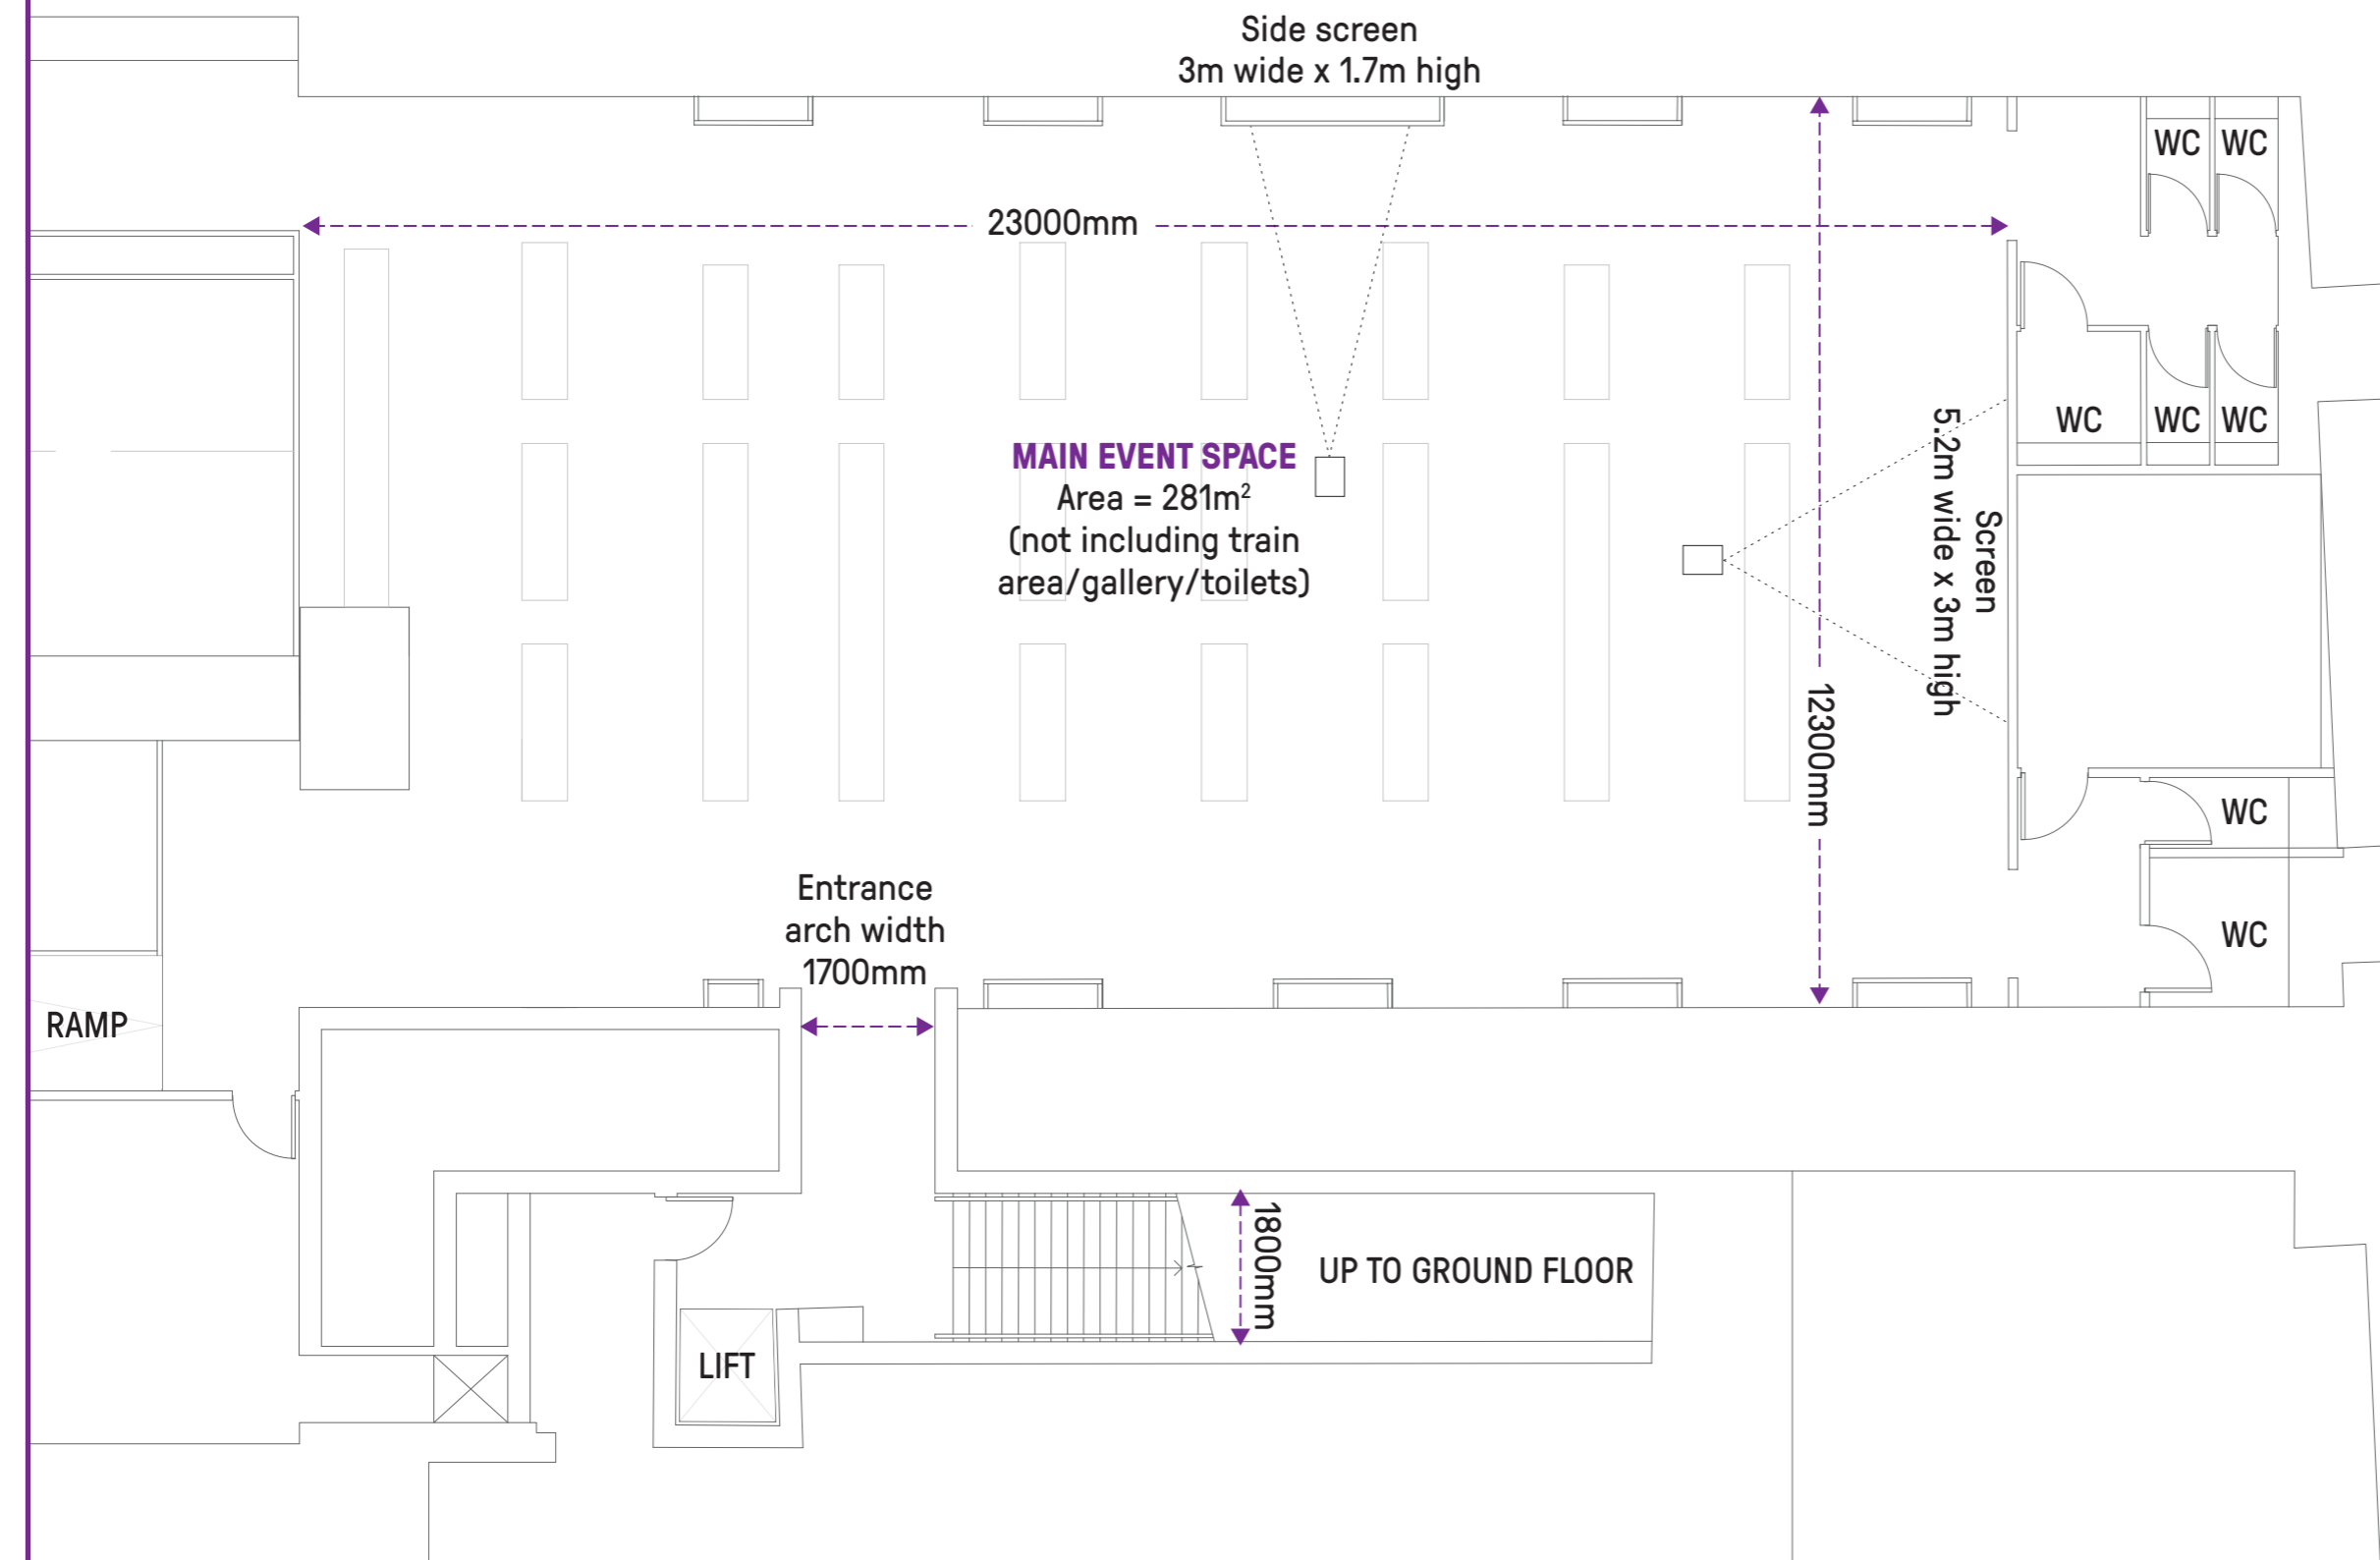 Side screen
3m wide x 1.7m high
WC
WC
23000mm
WC
WC
WC
MAIN EVENT SPACE
Area = 281m²
(not including train
area/gallery/toilets)
Screen
5.2m wide x 3m high
12300mm
WC
WC
Entrance
arch width
1700mm
RAMP
1800mm
UP TO GROUND FLOOR
LIFT